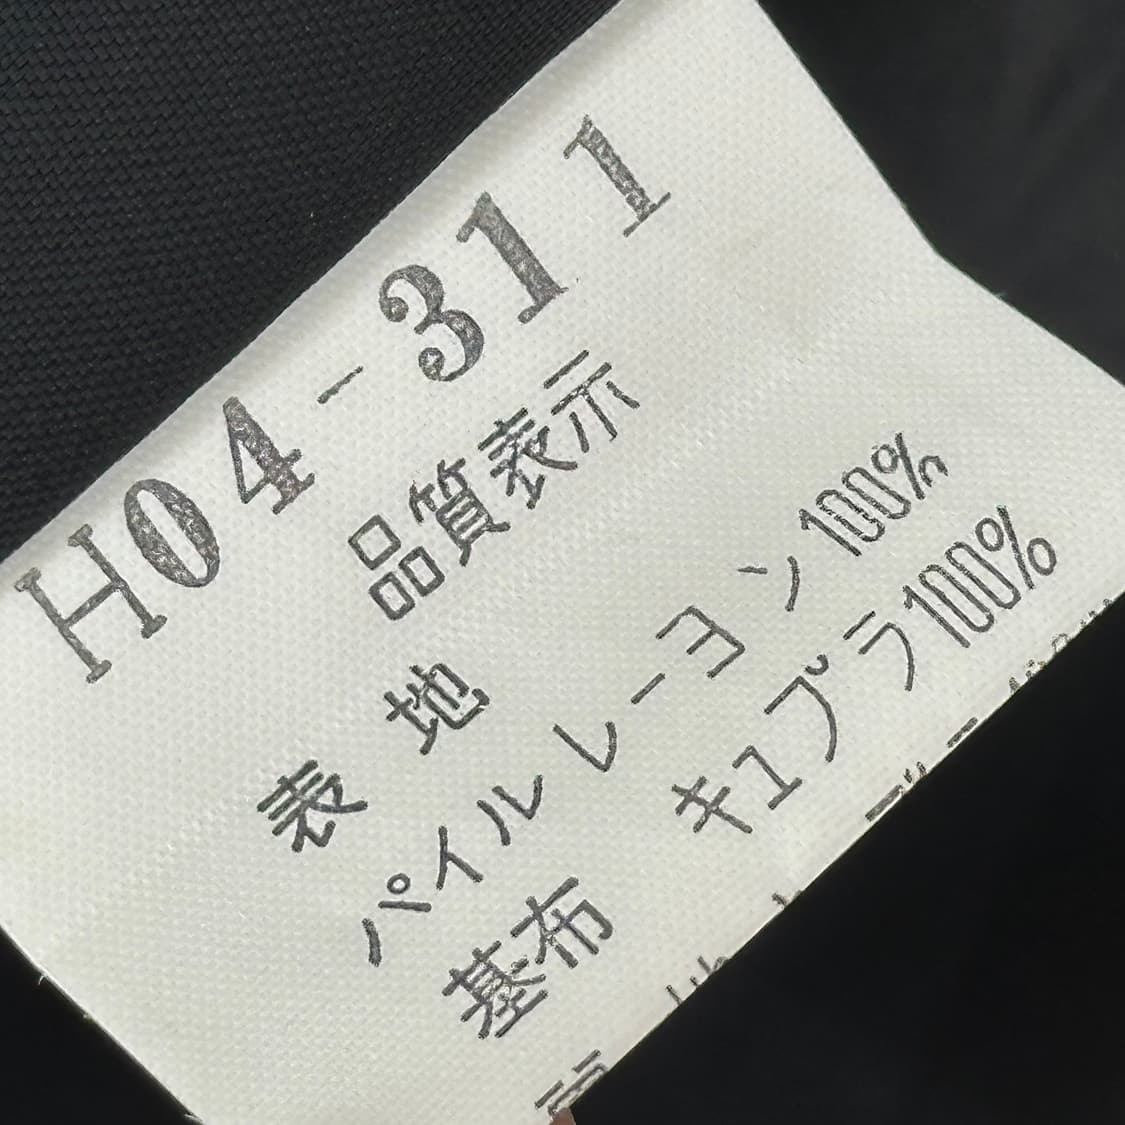 H04-311
品質表示
表地
パイルレーヨン100%
基布 キュプラ100%